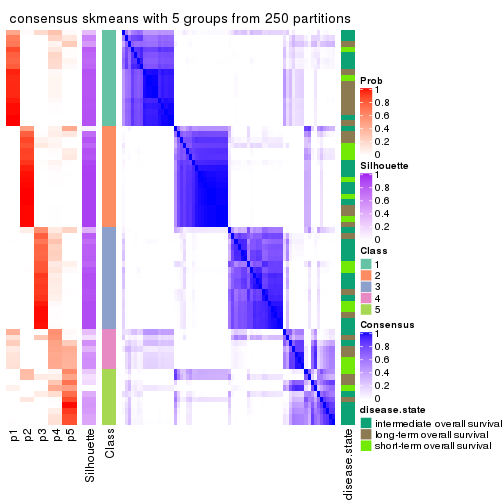 consensus skmeans with 5 groups from 250 partitions
Prob
1
0.8
0.6
0.4
0.2
0
Silhouette
1
0.8
0.6
0.4
0.2
0
Class
1
2
3
4
5
Consensus
1
0.8
0.6
0.4
0.2
0
disease.state
intermediate overall survival
long-term overall survival
short-term overall survival
p1
p2
p3
p4
p5
Silhouette
Class
disease.state